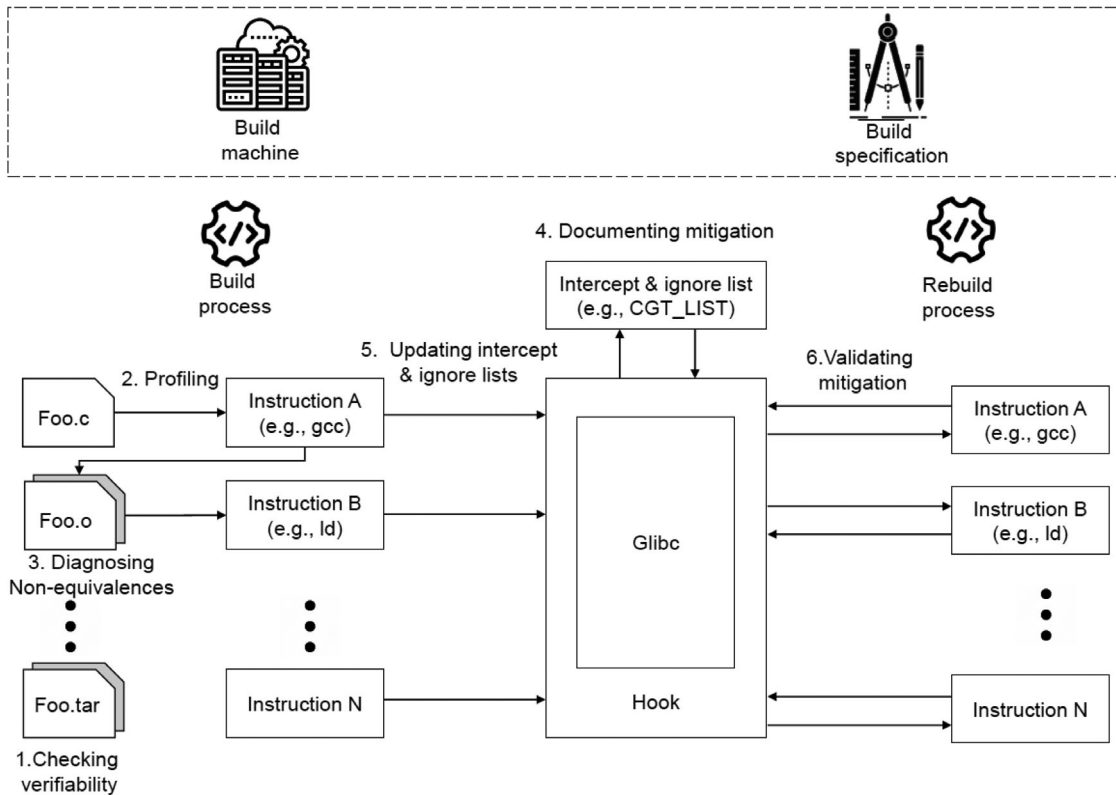 Build
machine
Build
specification
Build
process
4. Documenting mitigation
Intercept & ignore list
(e.g., CGT_LIST)
Rebuild
process
5. Updating intercept
& ignore lists
6.Validating
mitigation
2. Profiling
Foo.c
Instruction A
(e.g., gcc)
Instruction A
(e.g., gcc)
Foo.o
Instruction B
(e.g., ld)
Glibc
Instruction B
(e.g., ld)
3. Diagnosing
Non-equivalences
Foo.tar
Instruction N
Hook
Instruction N
1.Checking
verifiability